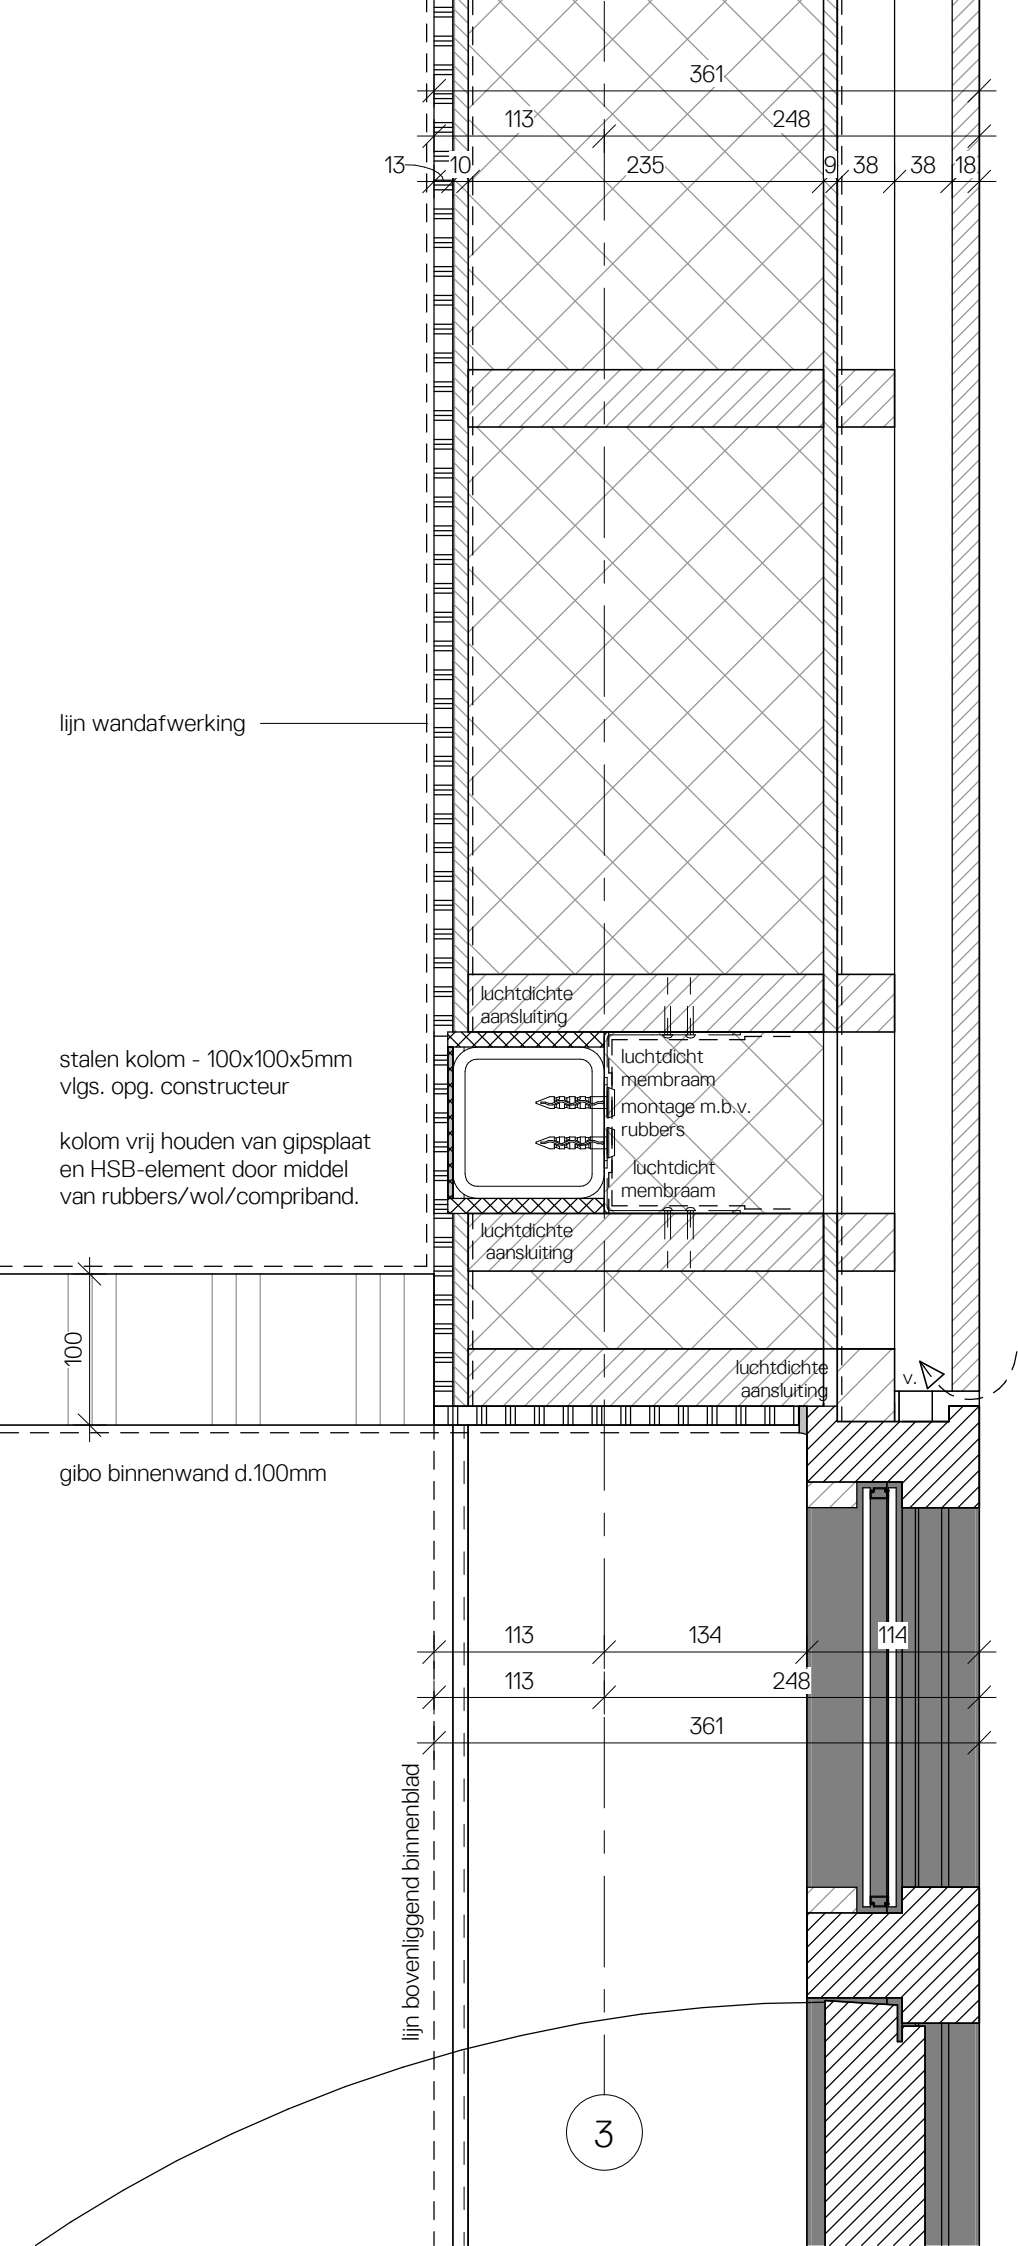 361
113 248
13 10 235 9 38 38 18
lijn wandafwerking
luchtdichte
aansluiting
stalen kolom - 100x100x5mm
vlgs. opg. constructeur
kolom vrij houden van gipsplaat
en HSB-element door middel
van rubbers/wol/compriband.
luchtdicht
membraam
montage m.b.v.
rubbers
luchtdicht
membraam
luchtdichte
aansluiting
100
luchtdichte
aansluiting
v.
gibo binnenwand d.100mm
113 134 114
113 248
361
lijn bovenliggend binnenblad
3